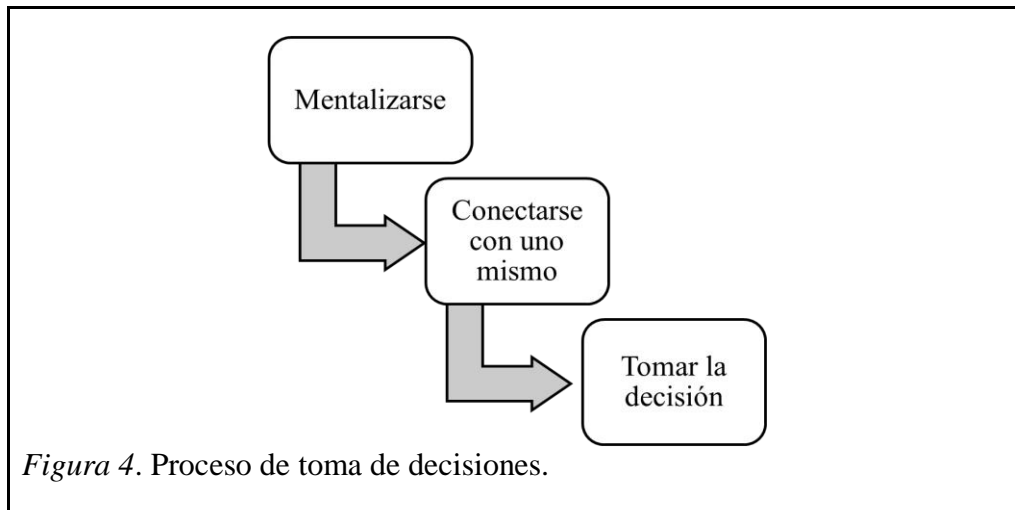 Mentalizarse
Conectarse
con uno
mismo
Tomar la
decisión
Figura 4. Proceso de toma de decisiones.